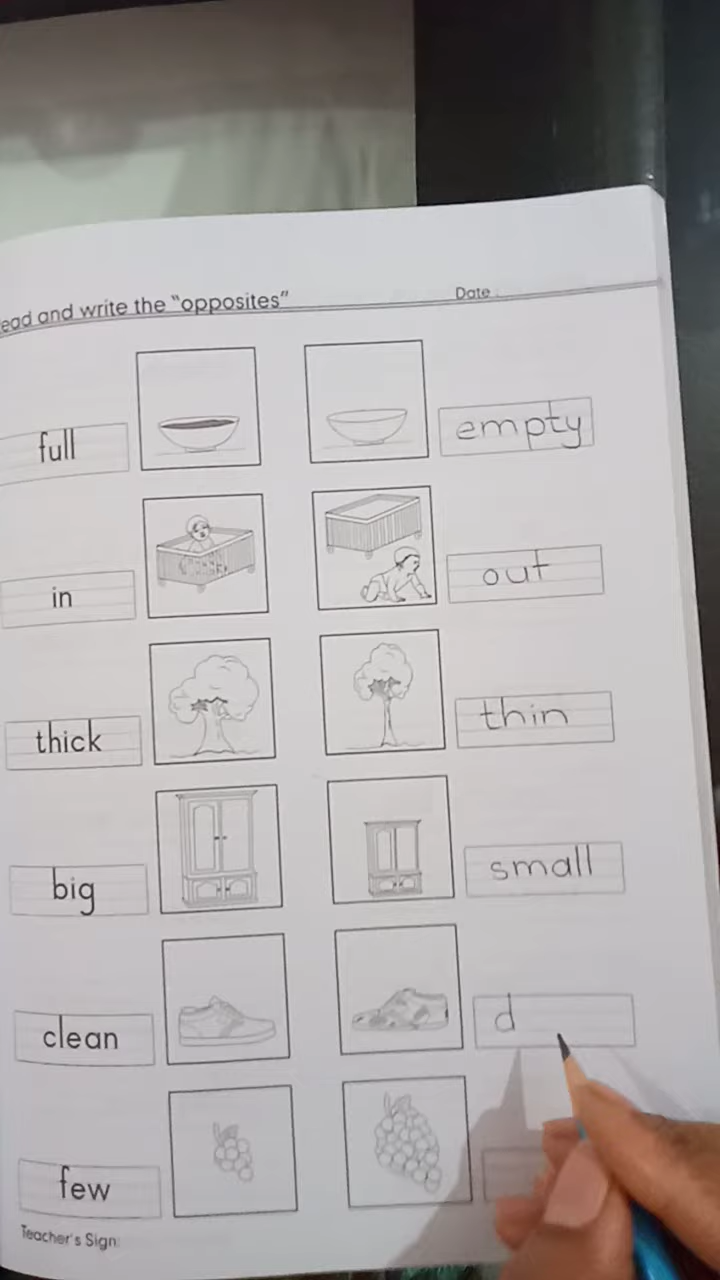 ead and write the "opposites"
Date :
full empty
in out
thick thin
big small
clean d
few
Teacher's Sign: